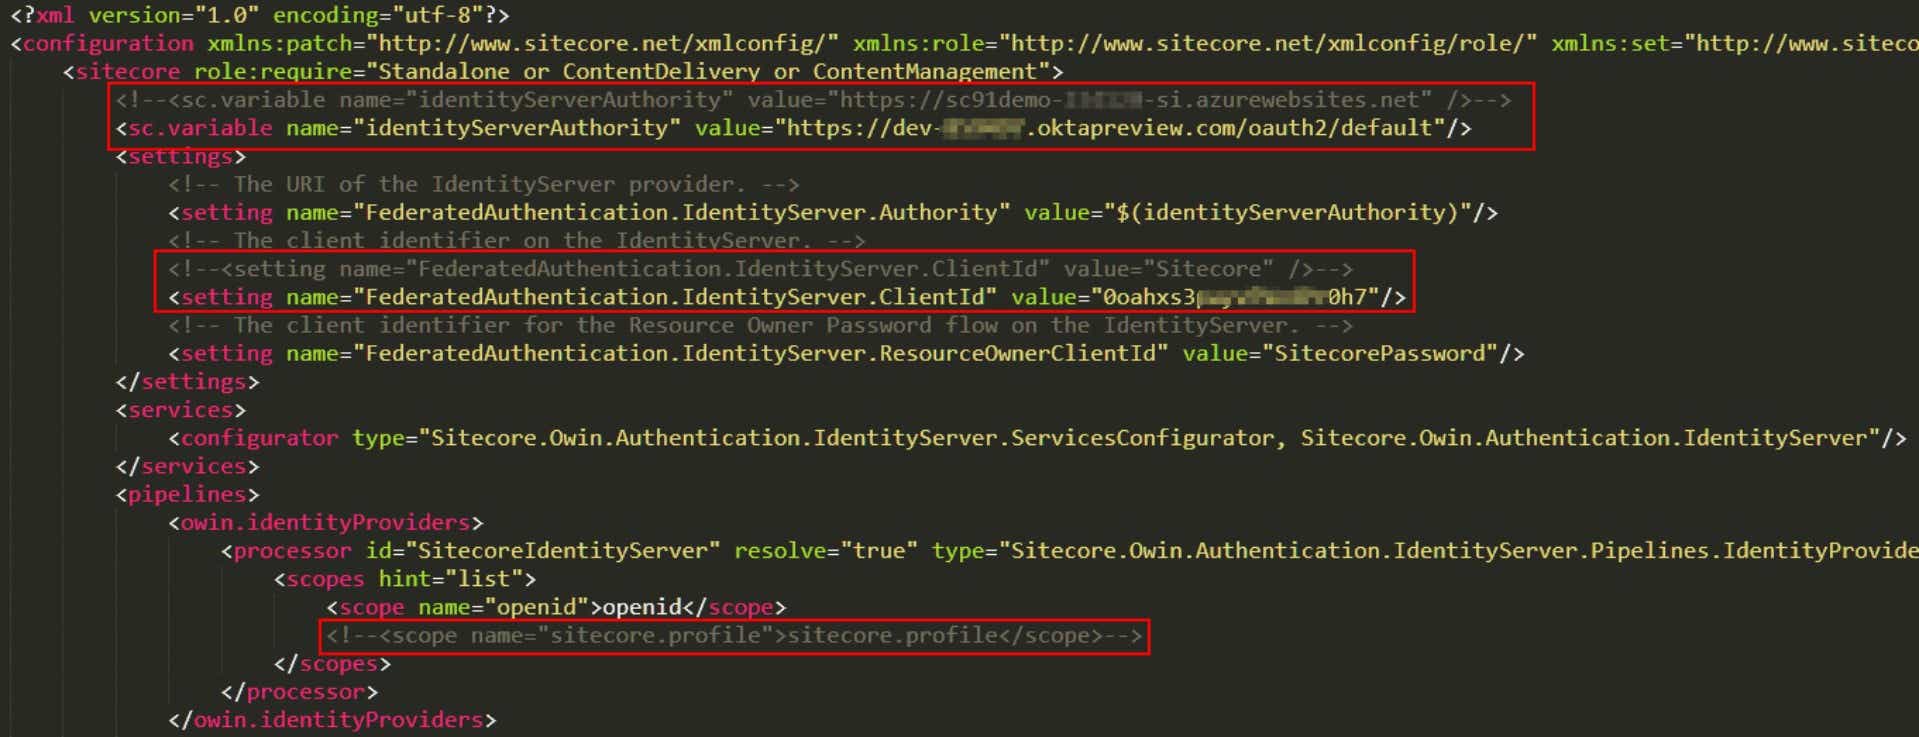 <?xml version="1.0" encoding="utf-8"?>
<configuration xmlns:patch="http://www.sitecore.net/xmlconfig/" xmlns:role="http://www.sitecore.net/xmlconfig/role/" xmlns:set="http://www.siteco
<sitecore role:require="Standalone or ContentDelivery or ContentManagement">
<!--<sc.variable name="identityServerAuthority" value="https://sc91demo- -si.azurewebsites.net" />-->
<sc.variable name="identityServerAuthority" value="https://dev- .oktapreview.com/oauth2/default"/>
<settings>
<!-- The URI of the IdentityServer provider. -->
<setting name="FederatedAuthentication.IdentityServer.Authority" value="$(identityServerAuthority)"/>
<!-- The client identifier on the IdentityServer. -->
<!--<setting name="FederatedAuthentication.IdentityServer.ClientId" value="Sitecore" />-->
<setting name="FederatedAuthentication.IdentityServer.ClientId" value="0oahxs3 0h7"/>
<!-- The client identifier for the Resource Owner Password flow on the IdentityServer. -->
<setting name="FederatedAuthentication.IdentityServer.ResourceOwnerClientId" value="SitecorePassword"/>
</settings>
<services>
<configurator type="Sitecore.Owin.Authentication.IdentityServer.ServicesConfigurator, Sitecore.Owin.Authentication.IdentityServer"/>
</services>
<pipelines>
<owin.identityProviders>
<processor id="SitecoreIdentityServer" resolve="true" type="Sitecore.Owin.Authentication.IdentityServer.Pipelines.IdentityProvide
<scopes hint="list">
<scope name="openid">openid</scope>
<!--<scope name="sitecore.profile">sitecore.profile</scope>-->
</scopes>
</processor>
</owin.identityProviders>